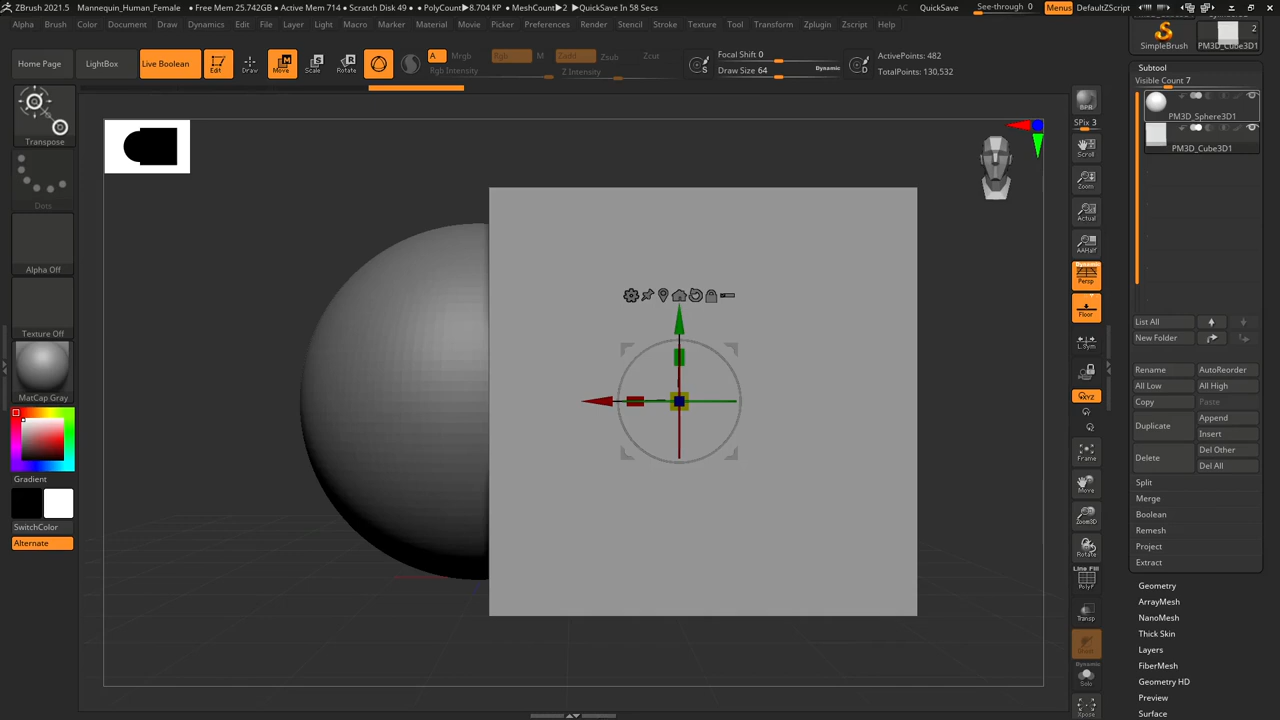 ZBrush 2021.5 Mannequin_Human_Female • Free Mem 25.742GB • Active Mem 714 • Scratch Disk 49 • PolyCount▶8.704 KP • MeshCount▶2 ▶QuickSave In 58 Secs AC QuickSave See-through 0 Menus DefaultZScript
Alpha Brush Color Document Draw Dynamics Edit File Layer Light Macro Marker Material Movie Picker Preferences Render Stencil Stroke Texture Tool Transform Zplugin Zscript Help
Home Page LightBox Live Boolean Edit Draw Move Scale Rotate
A Mrgb Rgb M Zadd Zsub Zcut
Rgb Intensity Z Intensity
Focal Shift 0
Draw Size 64 Dynamic
S D
ActivePoints: 482
TotalPoints: 130,532
Transpose
Dots
Alpha Off
Texture Off
MatCap Gray
Gradient
SwitchColor
Alternate
BPR
SPix 3
Scroll
Zoom
Actual
AAHalf
Dynamic
Persp
Floor
L.Sym
XYZ
Frame
Move
Zoom3D
Rotate
Line Fill
PolyF
Transp
Ghost
Dynamic
Solo
Xpose
SimpleBrush
2
PM3D_Cube3D1
Subtool
Visible Count 7
PM3D_Sphere3D1
PM3D_Cube3D1
List All
New Folder
Rename AutoReorder
All Low All High
Copy Paste
Duplicate Append
Insert
Delete Del Other
Del All
Split
Merge
Boolean
Remesh
Project
Extract
Geometry
ArrayMesh
NanoMesh
Thick Skin
Layers
FiberMesh
Geometry HD
Preview
Surface